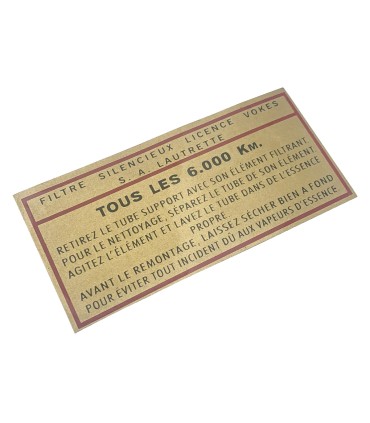 FILTRE SILENCIEUX LICENCE VOKES
S. A. LAUTRETTE
TOUS LES 6.000 KM.
RETIREZ LE TUBE SUPPORT AVEC SON ÉLÉMENT FILTRANT
POUR LE NETTOYAGE, SÉPAREZ LE TUBE DE SON ÉLÉMENT
AGITEZ L'ÉLÉMENT ET LAVEZ LE TUBE DANS DE L'ESSENCE
PROPRE
AVANT LE REMONTAGE, LAISSEZ SÉCHER BIEN A FOND
POUR ÉVITER TOUT INCIDENT DÛ AUX VAPEURS D'ESSENCE